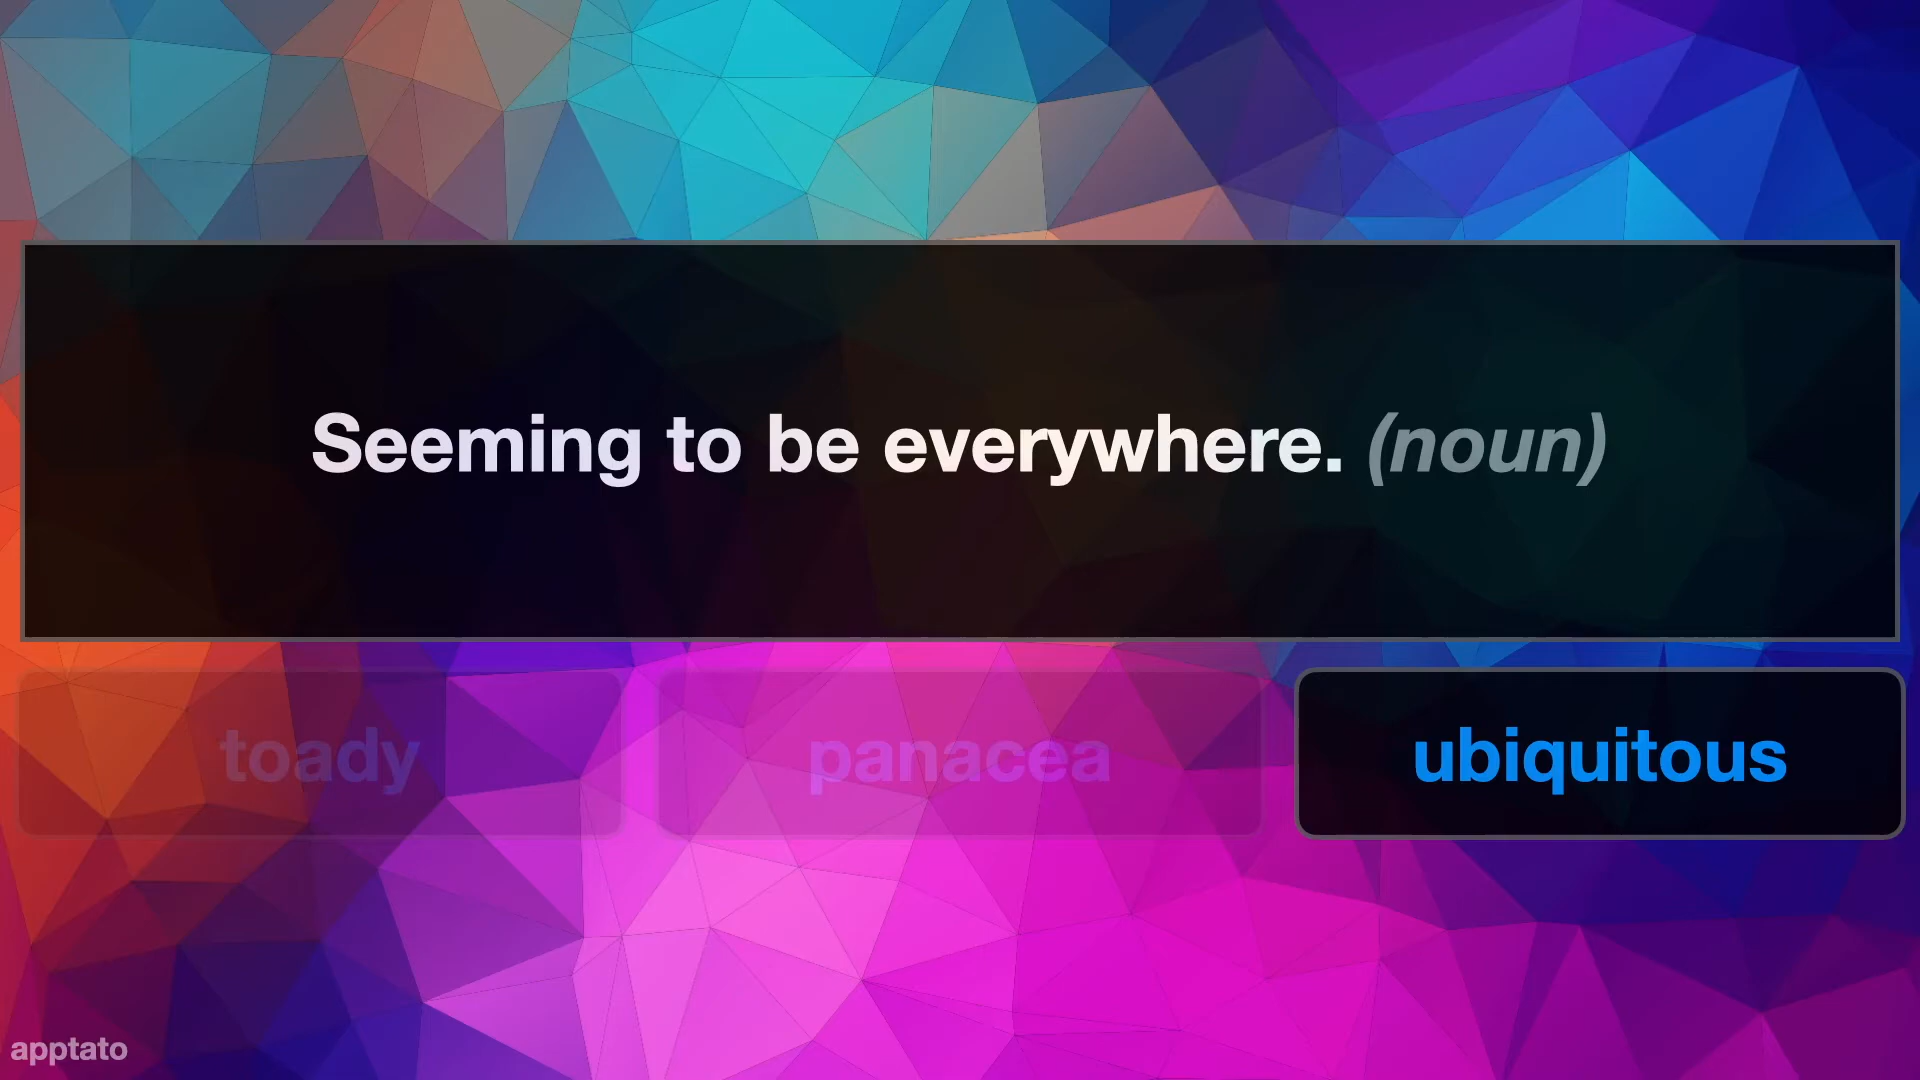 Seeming to be everywhere. (noun)
toady
panacea
ubiquitous
apptato